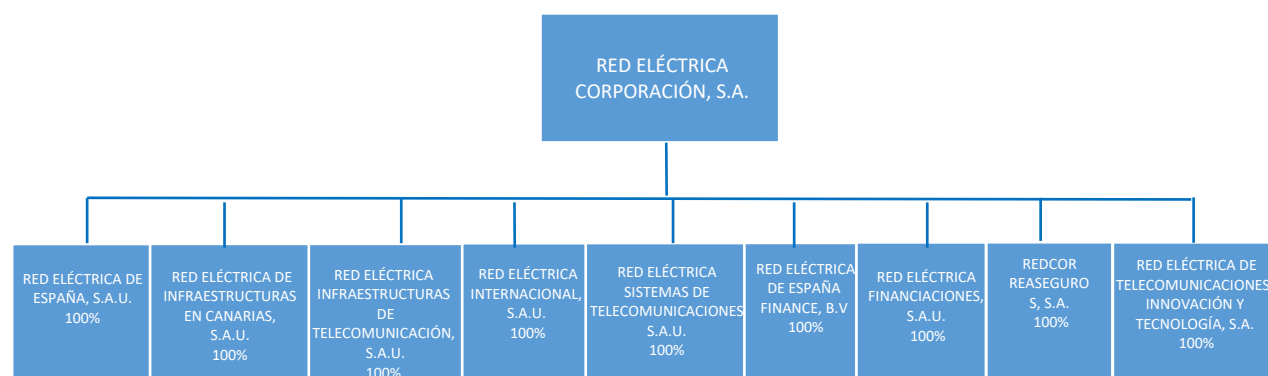 RED ELÉCTRICA
CORPORACIÓN, S.A.
RED ELÉCTRICA DE
ESPAÑA, S.A.U.
100%
RED ELÉCTRICA DE
INFRAESTRUCTURAS
EN CANARIAS,
S.A.U.
100%
RED ELÉCTRICA
INFRAESTRUCTURAS
DE
TELECOMUNICACIÓN,
S.A.U.
100%
RED ELÉCTRICA
INTERNACIONAL,
S.A.U.
100%
RED ELÉCTRICA
SISTEMAS DE
TELECOMUNICACIONES
S.A.U.
100%
RED ELÉCTRICA
DE ESPAÑA
FINANCE, B.V
100%
RED ELÉCTRICA
FINANCIACIONES,
S.A.U.
100%
REDCOR
REASEGURO
S, S.A.
100%
RED ELÉCTRICA DE
TELECOMUNICACIONES
INNOVACIÓN Y
TECNOLOGÍA, S.A.
100%